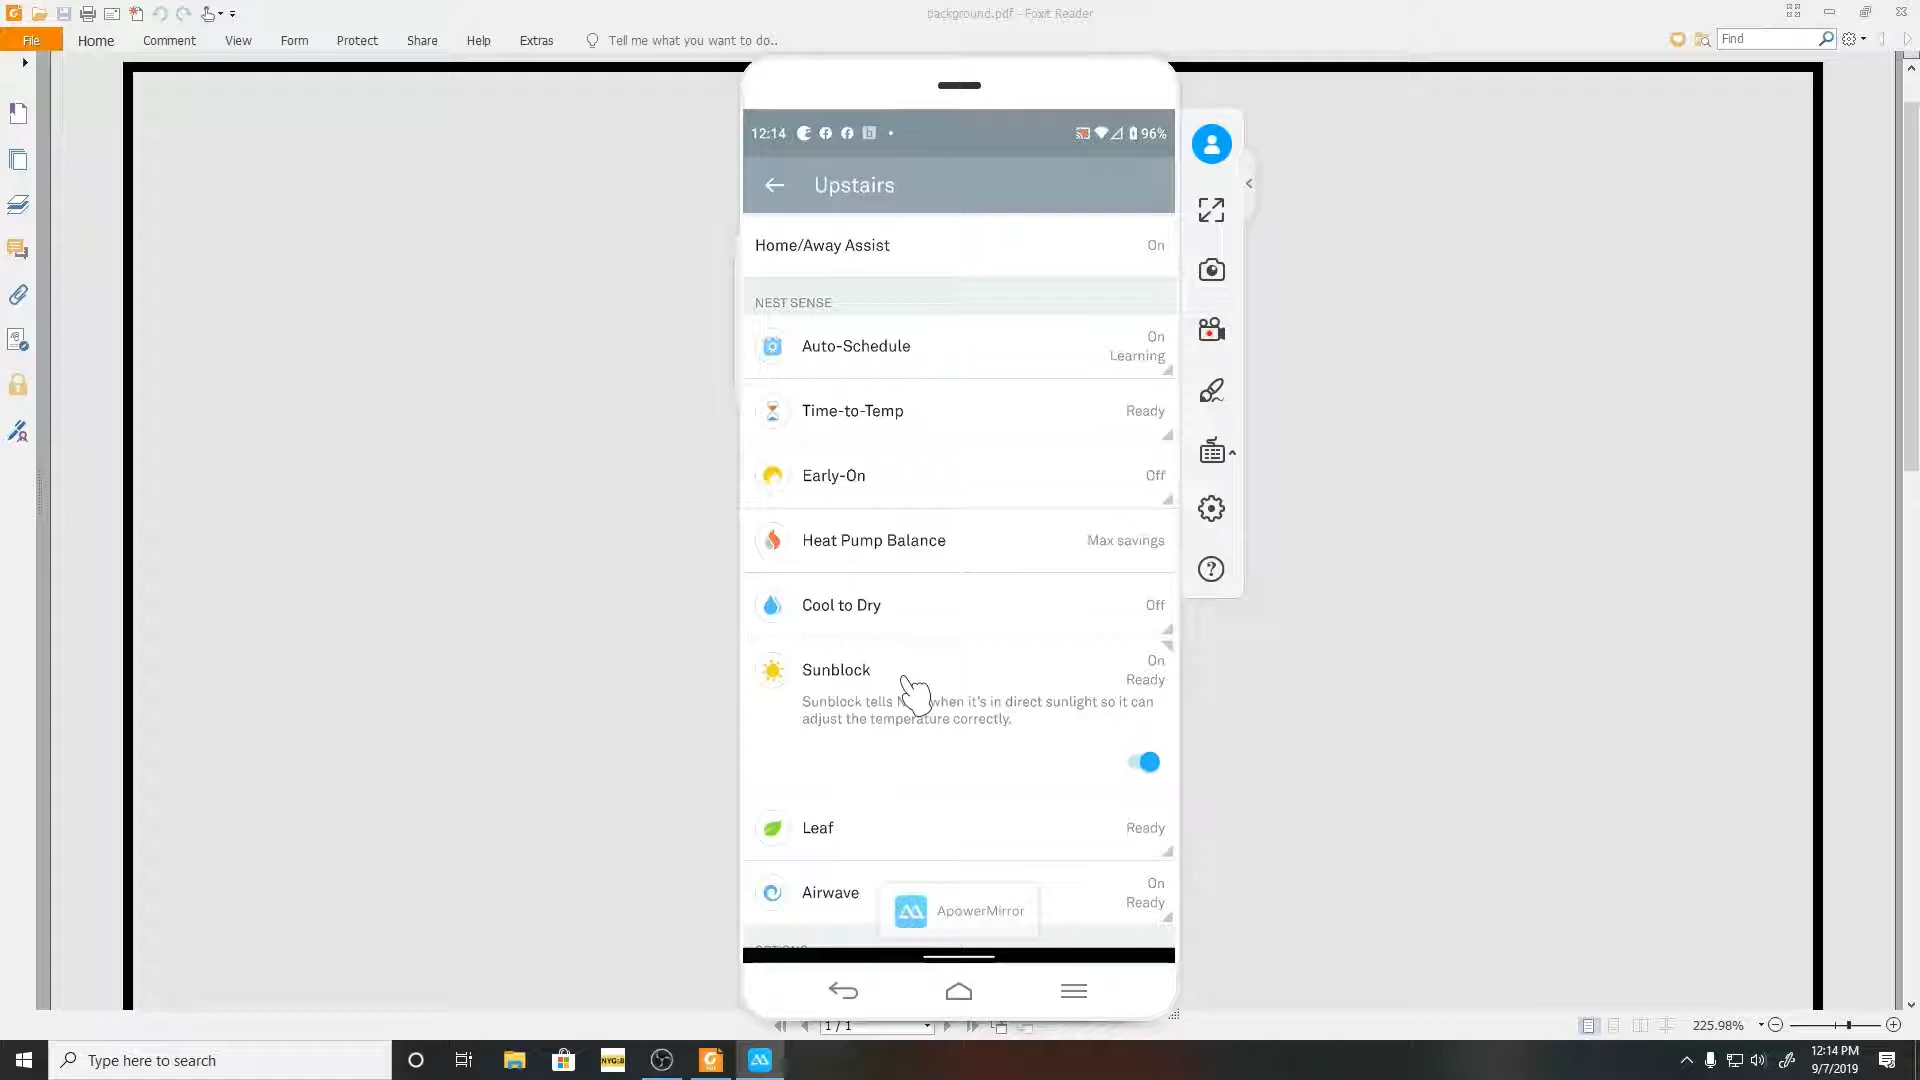 background.pdf - Foxit Reader
File Home Comment View Form Protect Share Help Extras Tell me what you want to do.. Find
12:14 96%
Upstairs
Home/Away Assist On
NEST SENSE
Auto-Schedule On
Learning
Time-to-Temp Ready
Early-On Off
Heat Pump Balance Max savings
Cool to Dry Off
Sunblock On
Ready
Sunblock tells when it's in direct sunlight so it can
adjust the temperature correctly.
Leaf Ready
Airwave On
Ready
ApowerMirror
1 / 1 225.98%
Type here to search
NYG&B
12:14 PM
9/7/2019